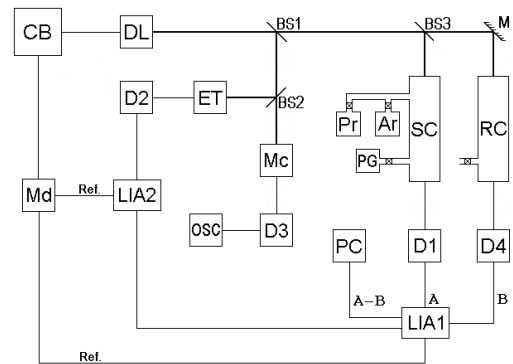 CB
DL
BS1
BS3
M
D2
ET
BS2
Pr
Ar
SC
RC
PG
Mc
Md
Ref.
LIA2
OSC
D3
PC
D1
D4
A-B
A
B
LIA1
Ref.